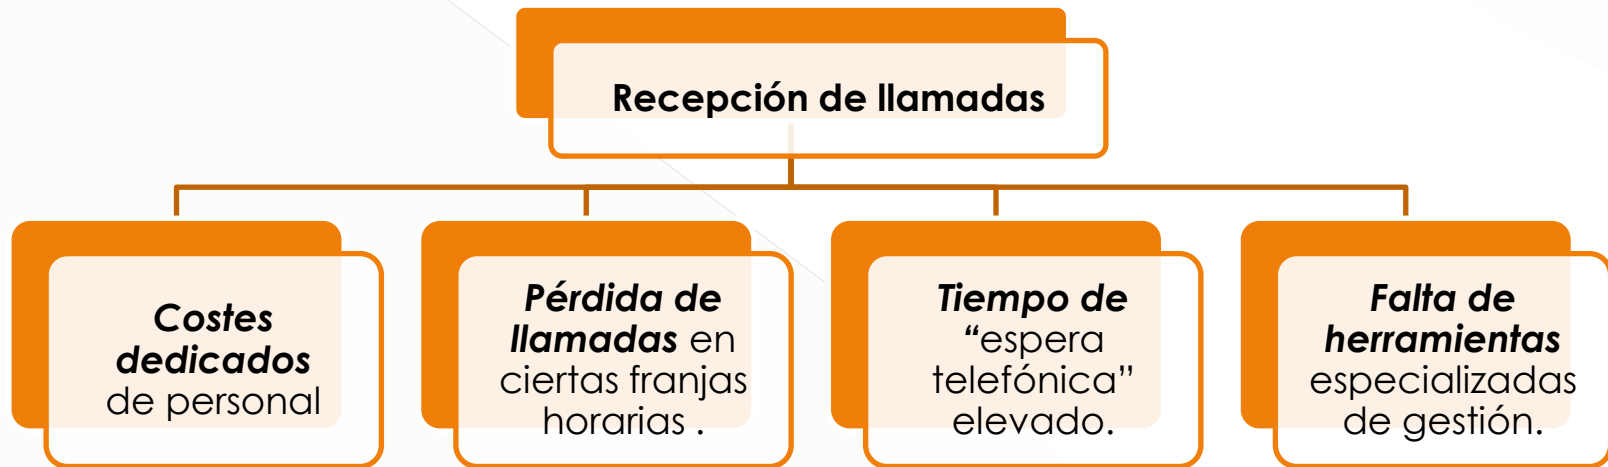 Recepción de llamadas
Costes
dedicados
de personal
Pérdida de
llamadas en
ciertas franjas
horarias .
Tiempo de
“espera
telefónica”
elevado.
Falta de
herramientas
especializadas
de gestión.